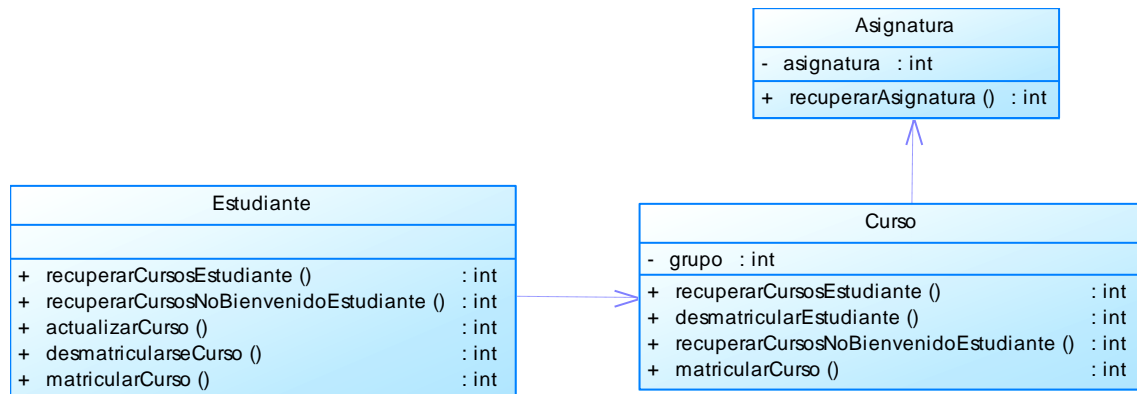 Asignatura
- asignatura : int
+ recuperarAsignatura () : int
Estudiante
+ recuperarCursosEstudiante () : int
+ recuperarCursosNoBienvenidoEstudiante () : int
+ actualizarCurso () : int
+ desmatricularseCurso () : int
+ matricularCurso () : int
Curso
- grupo : int
+ recuperarCursosEstudiante () : int
+ desmatricularEstudiante () : int
+ recuperarCursosNoBienvenidoEstudiante () : int
+ matricularCurso () : int